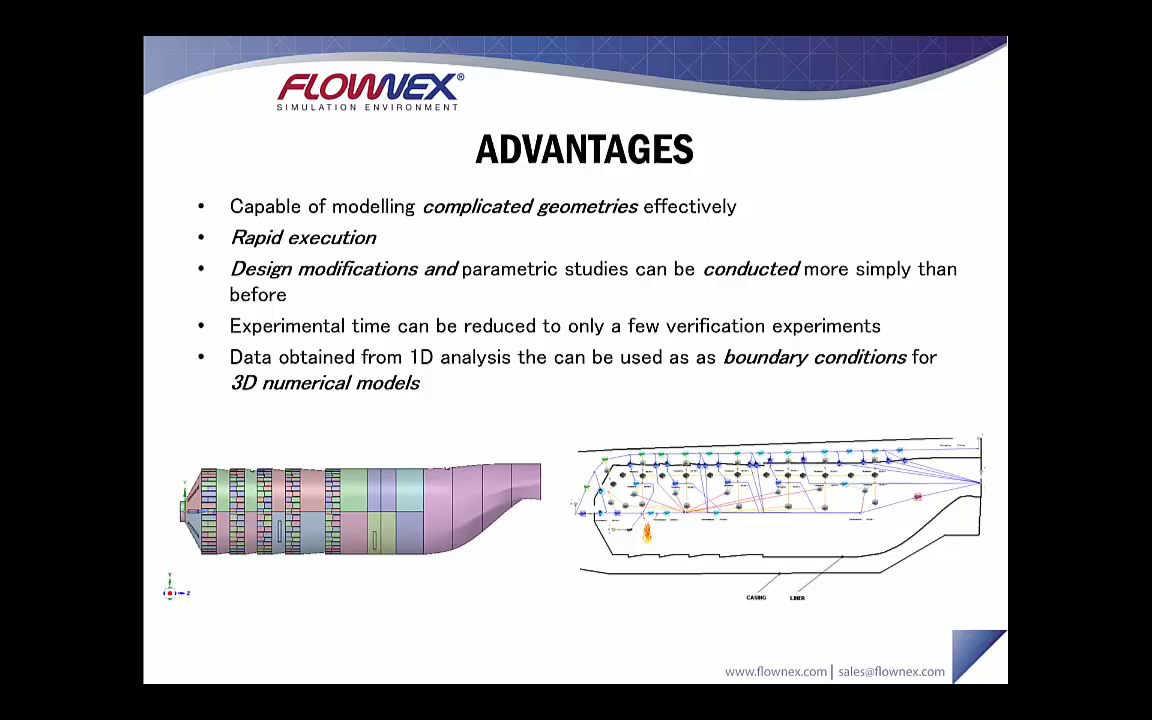 FLOWNEX®
SIMULATION ENVIRONMENT
ADVANTAGES
• Capable of modelling complicated geometries effectively
• Rapid execution
• Design modifications and parametric studies can be conducted more simply than
before
• Experimental time can be reduced to only a few verification experiments
• Data obtained from 1D analysis the can be used as as boundary conditions for
3D numerical models
Y
Y
Z
CASING
LINER
www.flownex.com | sales@flownex.com